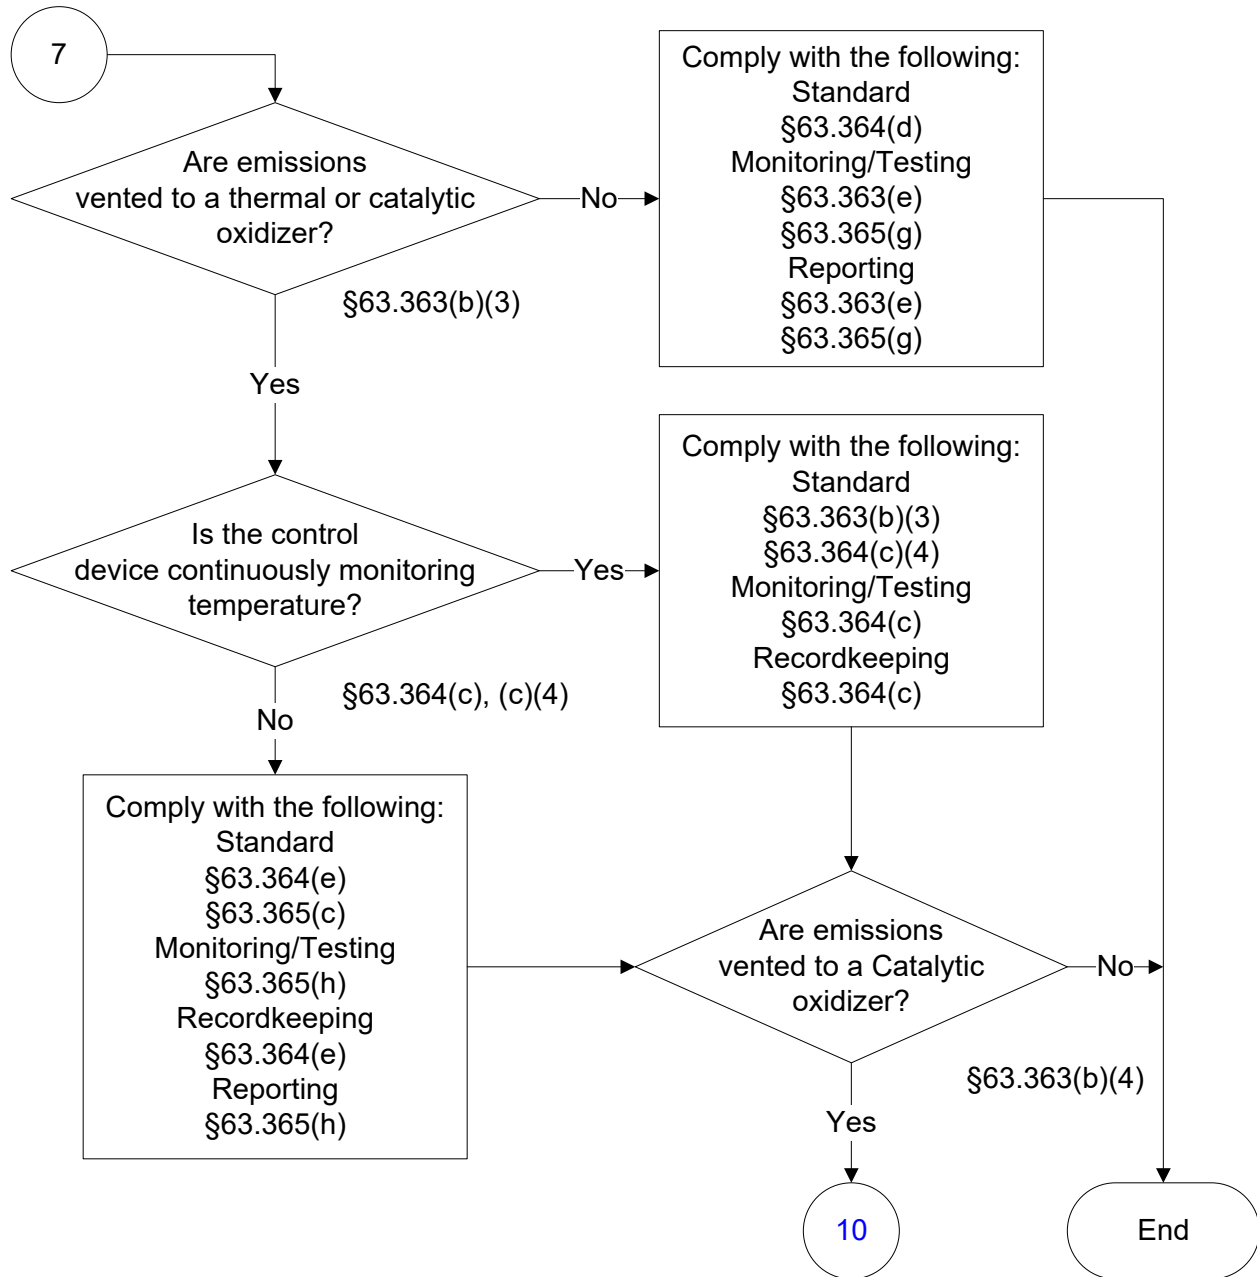 7
Are emissions
vented to a thermal or catalytic
oxidizer?
No
§63.363(b)(3)
Comply with the following:
Standard
§63.364(d)
Monitoring/Testing
§63.363(e)
§63.365(g)
Reporting
§63.363(e)
§63.365(g)
Yes
Is the control
device continuously monitoring
temperature?
Yes
§63.364(c), (c)(4)
Comply with the following:
Standard
§63.363(b)(3)
§63.364(c)(4)
Monitoring/Testing
§63.364(c)
Recordkeeping
§63.364(c)
No
Comply with the following:
Standard
§63.364(e)
§63.365(c)
Monitoring/Testing
§63.365(h)
Recordkeeping
§63.364(e)
Reporting
§63.365(h)
Are emissions
vented to a Catalytic
oxidizer?
No
§63.363(b)(4)
Yes
10
End